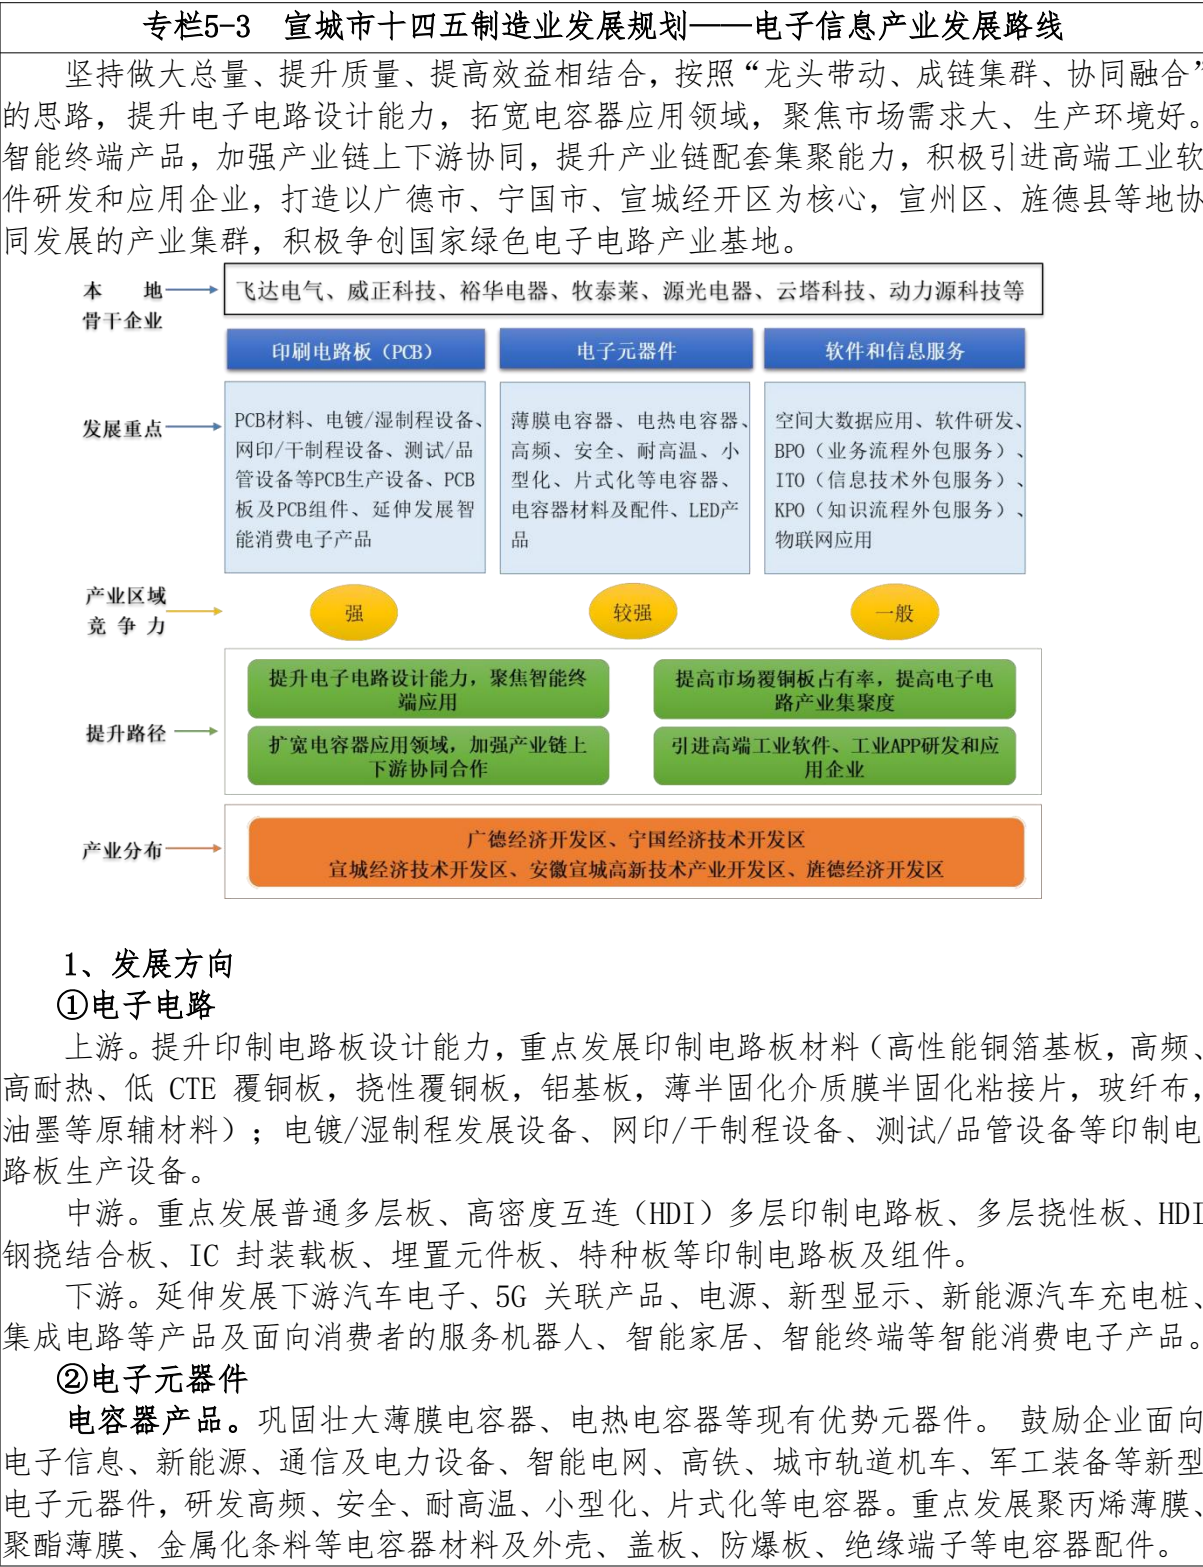 专栏5-3 宣城市十四五制造业发展规划——电子信息产业发展路线
坚持做大总量、提升质量、提高效益相结合，按照“龙头带动、成链集群、协同融合”
的思路，提升电子电路设计能力，拓宽电容器应用领域，聚焦市场需求大、生产环境好。
智能终端产品，加强产业链上下游协同，提升产业链配套集聚能力，积极引进高端工业软
件研发和应用企业，打造以广德市、宁国市、宣城经开区为核心，宣州区、旌德县等地协
同发展的产业集群，积极争创国家绿色电子电路产业基地。
本 地
骨干企业
飞达电气、威正科技、裕华电器、牧泰莱、源光电器、云塔科技、动力源科技等
印刷电路板（PCB）
电子元器件
软件和信息服务
发展重点
PCB材料、电镀/湿制程设备、
网印/干制程设备、测试/品
管设备等PCB生产设备、PCB
板及PCB组件、延伸发展智
能消费电子产品
薄膜电容器、电热电容器、
高频、安全、耐高温、小
型化、片式化等电容器、
电容器材料及配件、LED产
品
空间大数据应用、软件研发、
BPO（业务流程外包服务）、
ITO（信息技术外包服务）、
KPO（知识流程外包服务）、
物联网应用
产业区域
竞 争 力
强
较强
一般
提升路径
提升电子电路设计能力，聚焦智能终
端应用
提高市场覆铜板占有率，提高电子电
路产业集聚度
扩宽电容器应用领域，加强产业链上
下游协同合作
引进高端工业软件、工业APP研发和应
用企业
产业分布
广德经济开发区、宁国经济技术开发区
宣城经济技术开发区、安徽宣城高新技术产业开发区、旌德经济开发区
1、发展方向
①电子电路
上游。提升印制电路板设计能力，重点发展印制电路板材料（高性能铜箔基板，高频、
高耐热、低 CTE 覆铜板，挠性覆铜板，铝基板，薄半固化介质膜半固化粘接片，玻纤布，
油墨等原辅材料）；电镀/湿制程发展设备、网印/干制程设备、测试/品管设备等印制电
路板生产设备。
中游。重点发展普通多层板、高密度互连（HDI）多层印制电路板、多层挠性板、HDI
钢挠结合板、IC 封装载板、埋置元件板、特种板等印制电路板及组件。
下游。延伸发展下游汽车电子、5G 关联产品、电源、新型显示、新能源汽车充电桩、
集成电路等产品及面向消费者的服务机器人、智能家居、智能终端等智能消费电子产品。
②电子元器件
电容器产品。巩固壮大薄膜电容器、电热电容器等现有优势元器件。 鼓励企业面向
电子信息、新能源、通信及电力设备、智能电网、高铁、城市轨道机车、军工装备等新型
电子元器件，研发高频、安全、耐高温、小型化、片式化等电容器。重点发展聚丙烯薄膜、
聚酯薄膜、金属化条料等电容器材料及外壳、盖板、防爆板、绝缘端子等电容器配件。